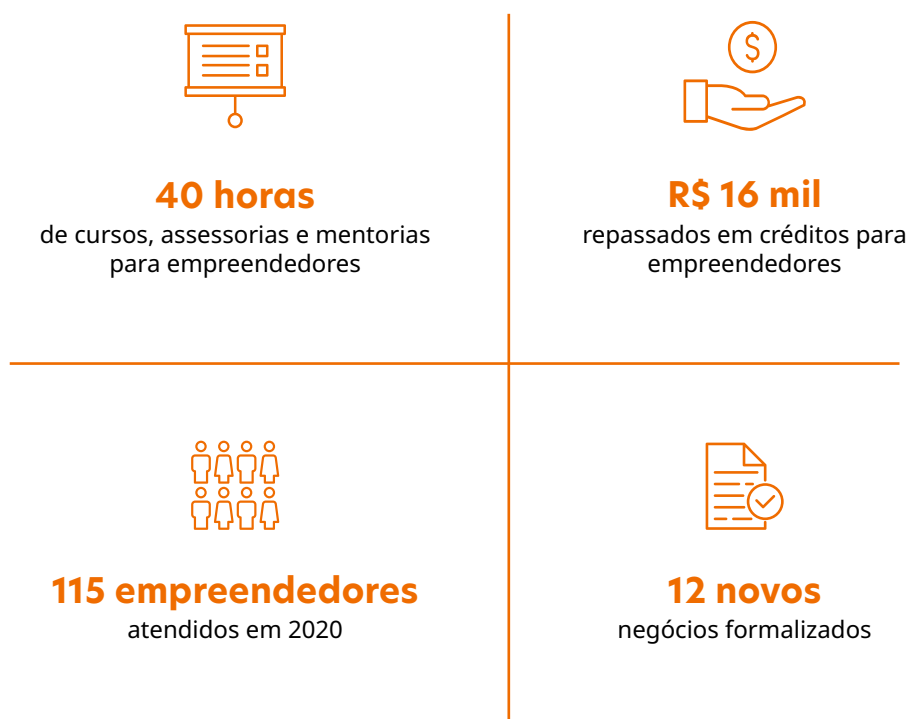 40 horas
de cursos, assessorias e mentorias
para empreendedores
R$ 16 mil
repassados em créditos para
empreendedores
115 empreendedores
atendidos em 2020
12 novos
negócios formalizados